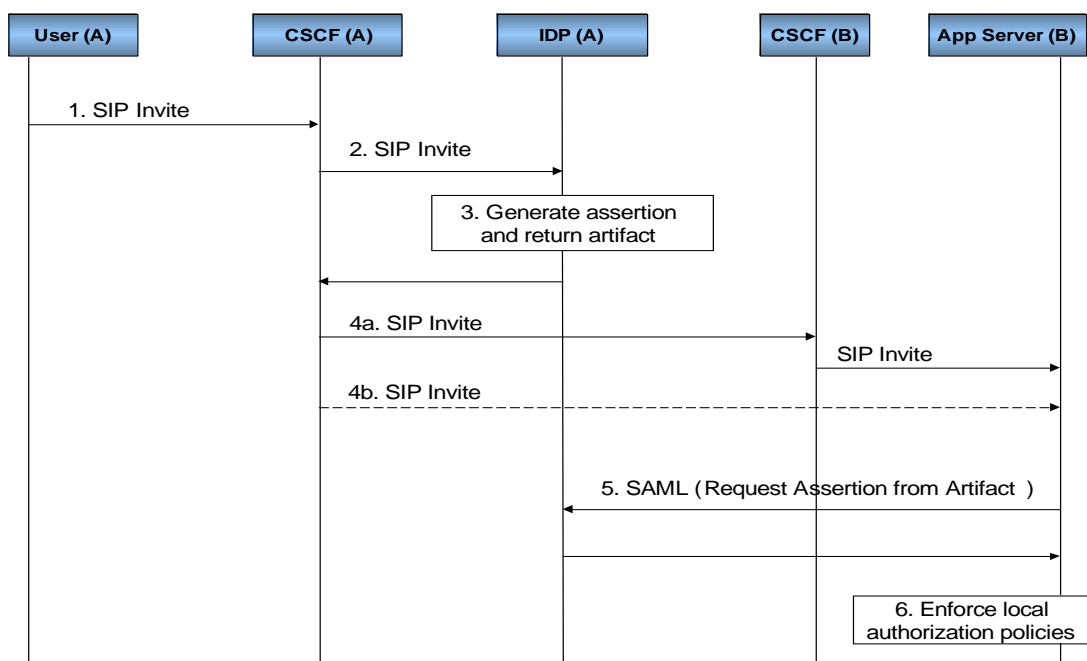 User (A) CSCF (A) IDP (A) CSCF (B) App Server (B)
1. SIP Invite
2. SIP Invite
3. Generate assertion
and return artifact
4a. SIP Invite
SIP Invite
4b. SIP Invite
5. SAML (Request Assertion from Artifact )
6. Enforce local
authorization policies